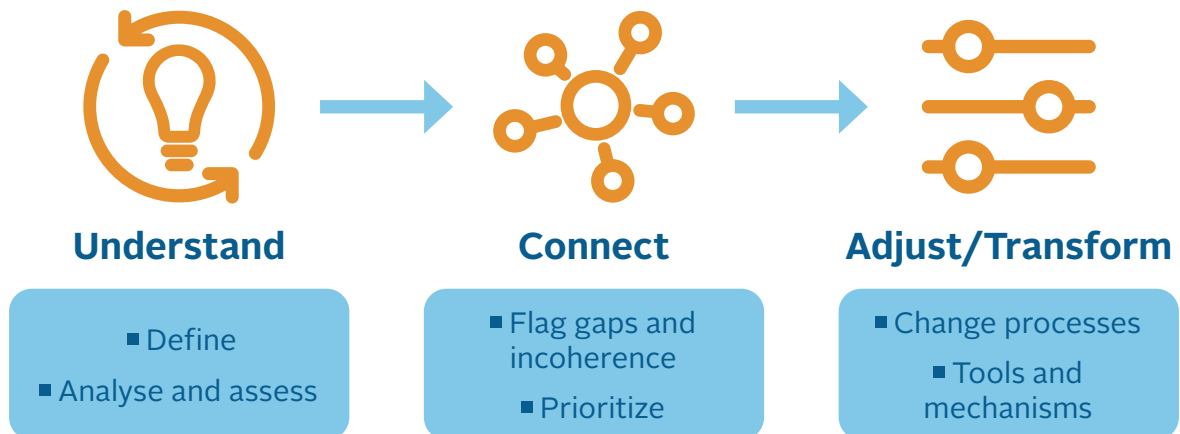 Understand
■ Define
■ Analyse and assess
Connect
■ Flag gaps and
incoherence
■ Prioritize
Adjust/Transform
■ Change processes
■ Tools and
mechanisms